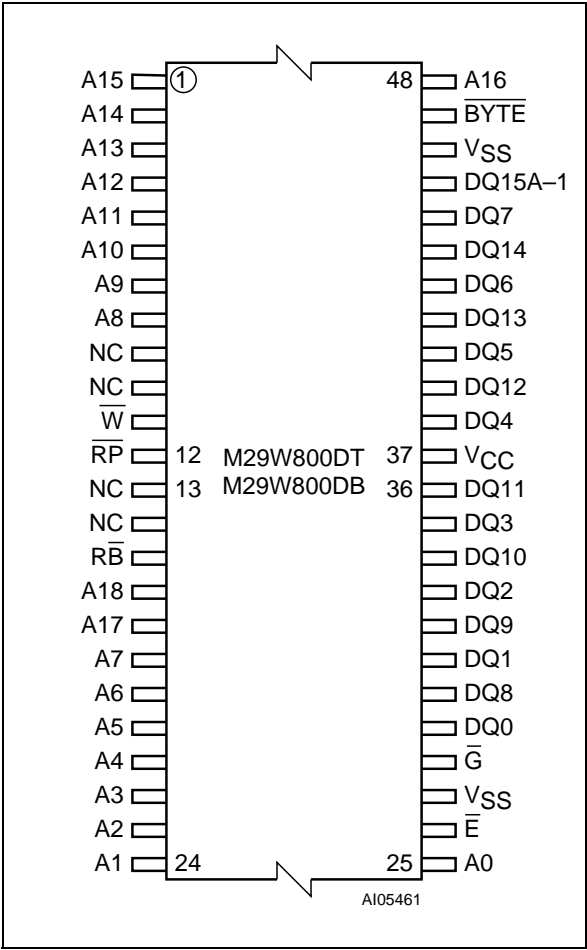 A15 1 48 A16
A14 B̅Y̅T̅E̅
A13 VSS
A12 DQ15A–1
A11 DQ7
A10 DQ14
A9 DQ6
A8 DQ13
NC DQ5
NC DQ12
W̅ DQ4
R̅P̅ 12 M29W800DT 37 VCC
NC 13 M29W800DB 36 DQ11
NC DQ3
RB̅ DQ10
A18 DQ2
A17 DQ9
A7 DQ1
A6 DQ8
A5 DQ0
A4 G̅
A3 VSS
A2 E̅
A1 24 25 A0
AI05461